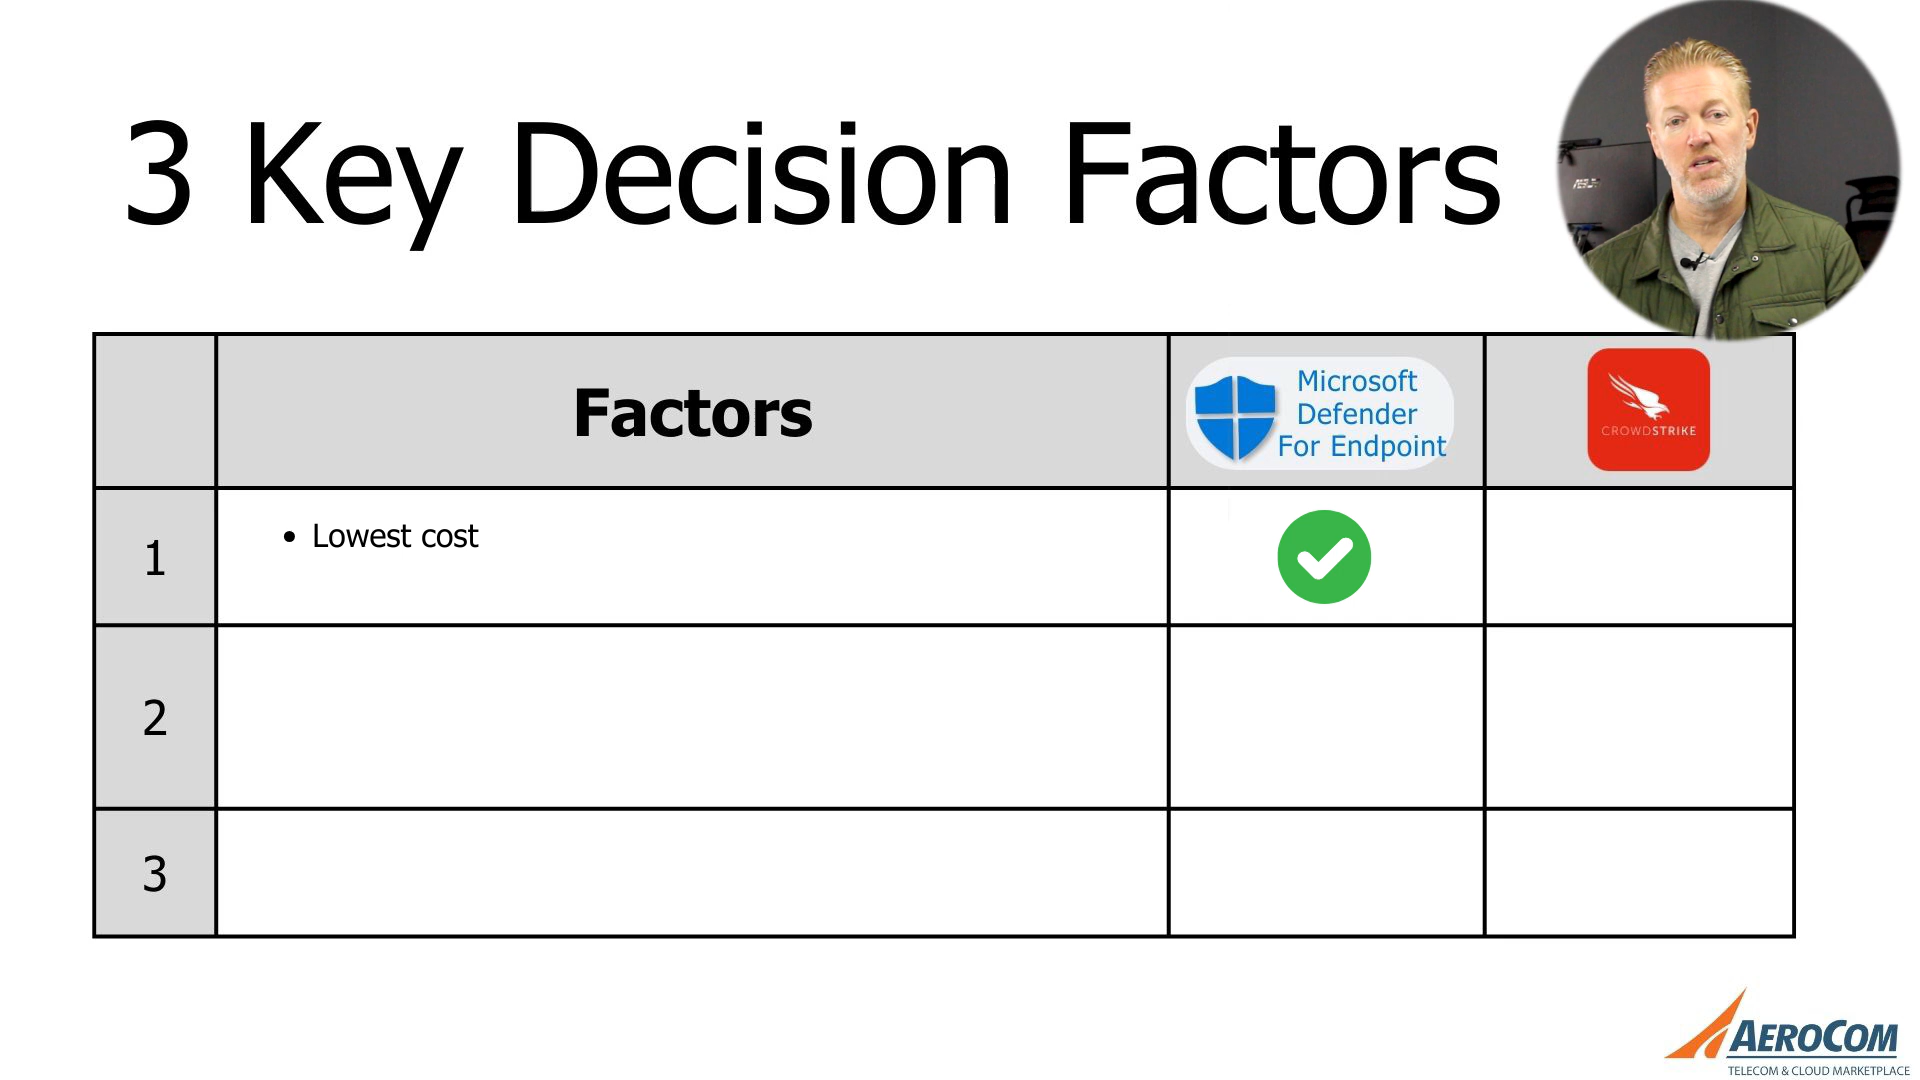 3 Key Decision Factors
Factors
Microsoft
Defender
For Endpoint
CROWDSTRIKE
1
• Lowest cost
2
3
AEROCOM
TELECOM & CLOUD MARKETPLACE